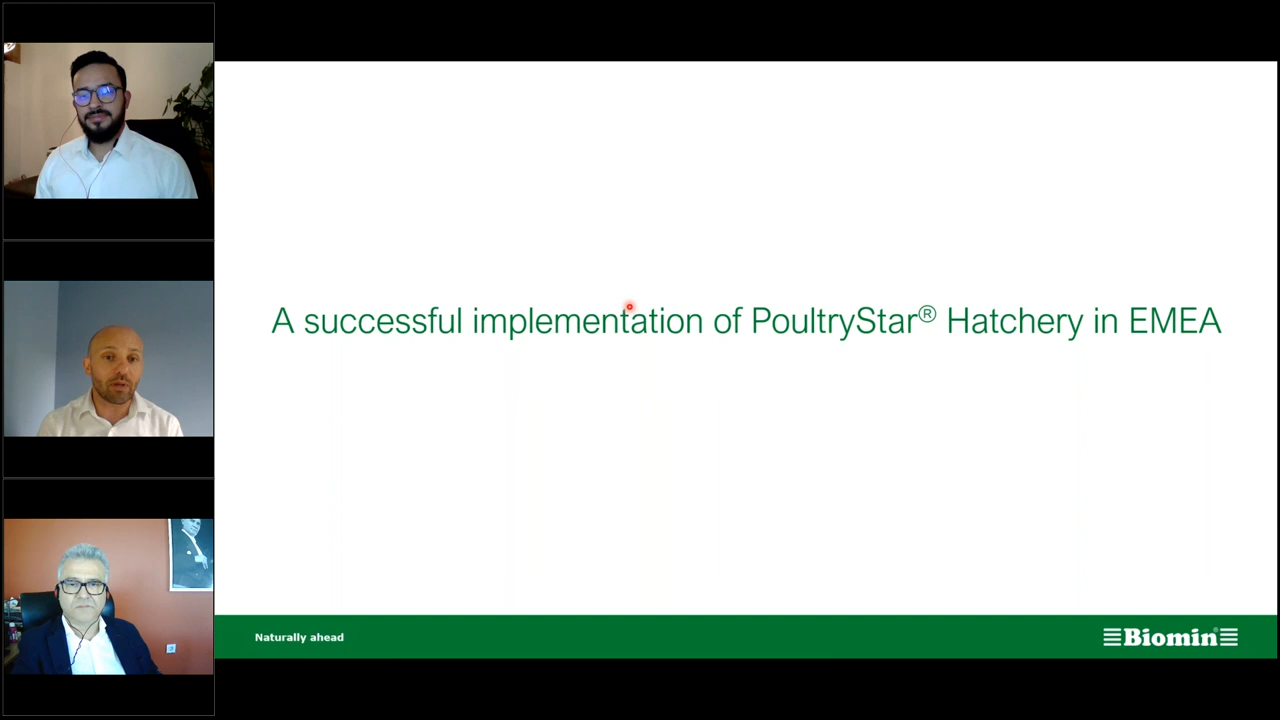 A successful implementation of PoultryStar® Hatchery in EMEA
Naturally ahead
Biomin®